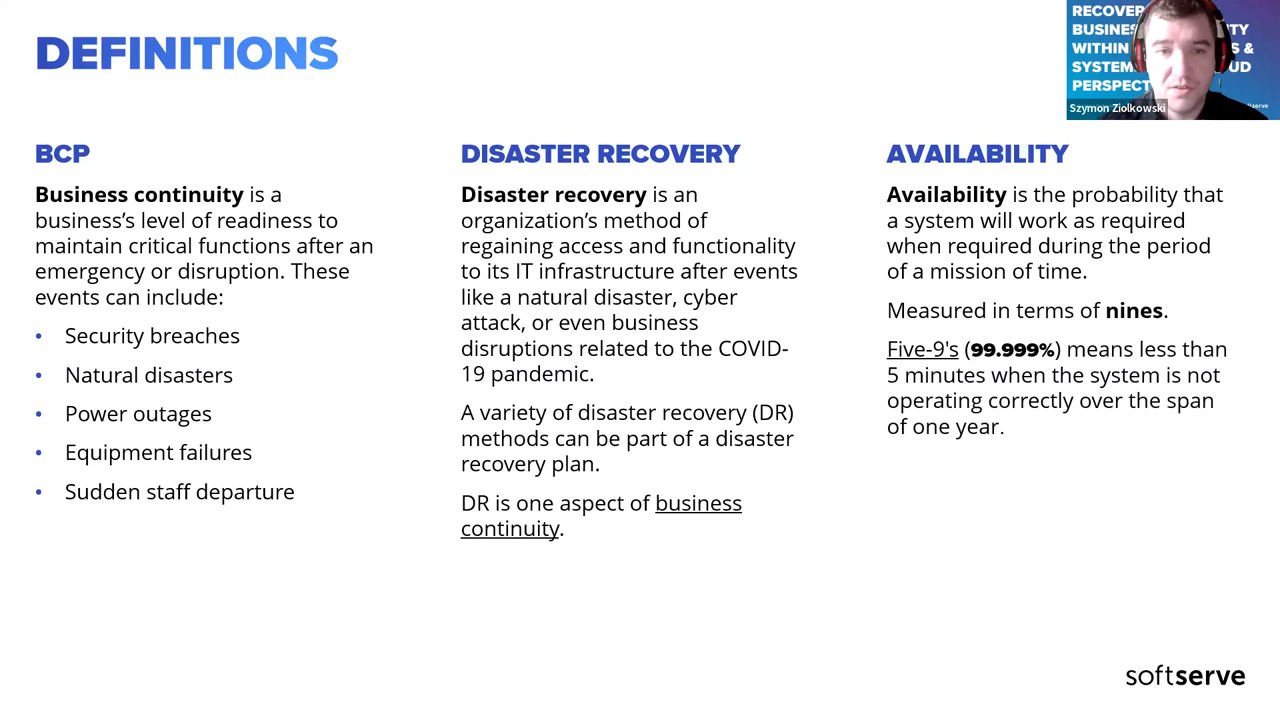 DEFINITIONS
RECOVER
BUSINES TY
WITHIN S &
SYSTEM UD
PERSPECT
Szymon Ziolkowski
BCP
Business continuity is a
business’s level of readiness to
maintain critical functions after an
emergency or disruption. These
events can include:
• Security breaches
• Natural disasters
• Power outages
• Equipment failures
• Sudden staff departure
DISASTER RECOVERY
Disaster recovery is an
organization’s method of
regaining access and functionality
to its IT infrastructure after events
like a natural disaster, cyber
attack, or even business
disruptions related to the COVID-
19 pandemic.
A variety of disaster recovery (DR)
methods can be part of a disaster
recovery plan.
DR is one aspect of business
continuity.
AVAILABILITY
Availability is the probability that
a system will work as required
when required during the period
of a mission of time.
Measured in terms of nines.
Five-9's (99.999%) means less than
5 minutes when the system is not
operating correctly over the span
of one year.
softserve